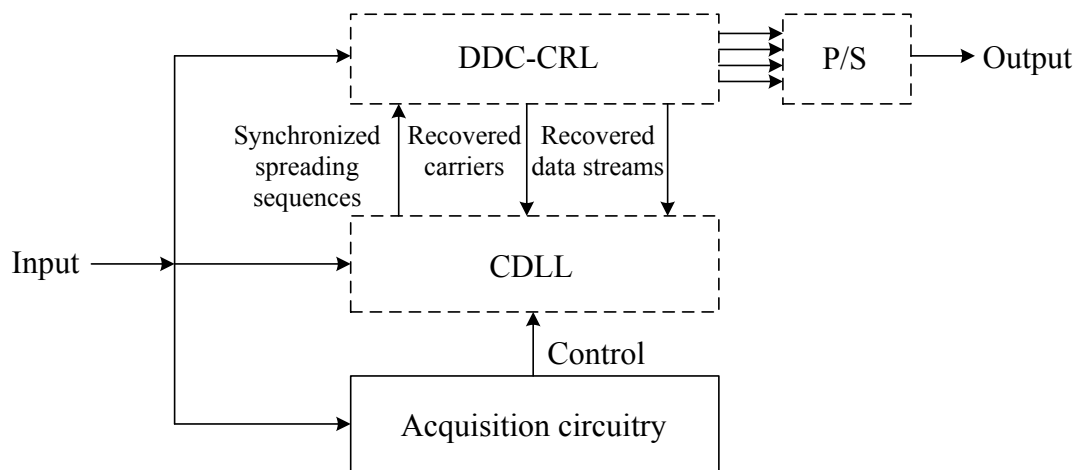 DDC-CRL
P/S
Output
Synchronized
spreading
sequences
Recovered
carriers
Recovered
data streams
Input
CDLL
Control
Acquisition circuitry